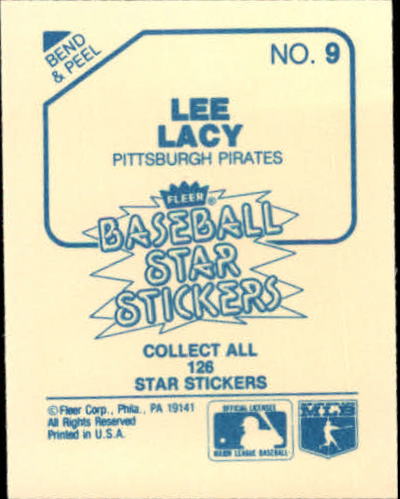 BEND
& PEEL
NO. 9
LEE
LACY
PITTSBURGH PIRATES
FLEER®
BASEBALL
STAR
STICKERS
COLLECT ALL
126
STAR STICKERS
©Fleer Corp., Phila., PA 19141
All Rights Reserved
Printed in U.S.A.
OFFICIAL LICENSEE
MAJOR LEAGUE BASEBALL
MLB